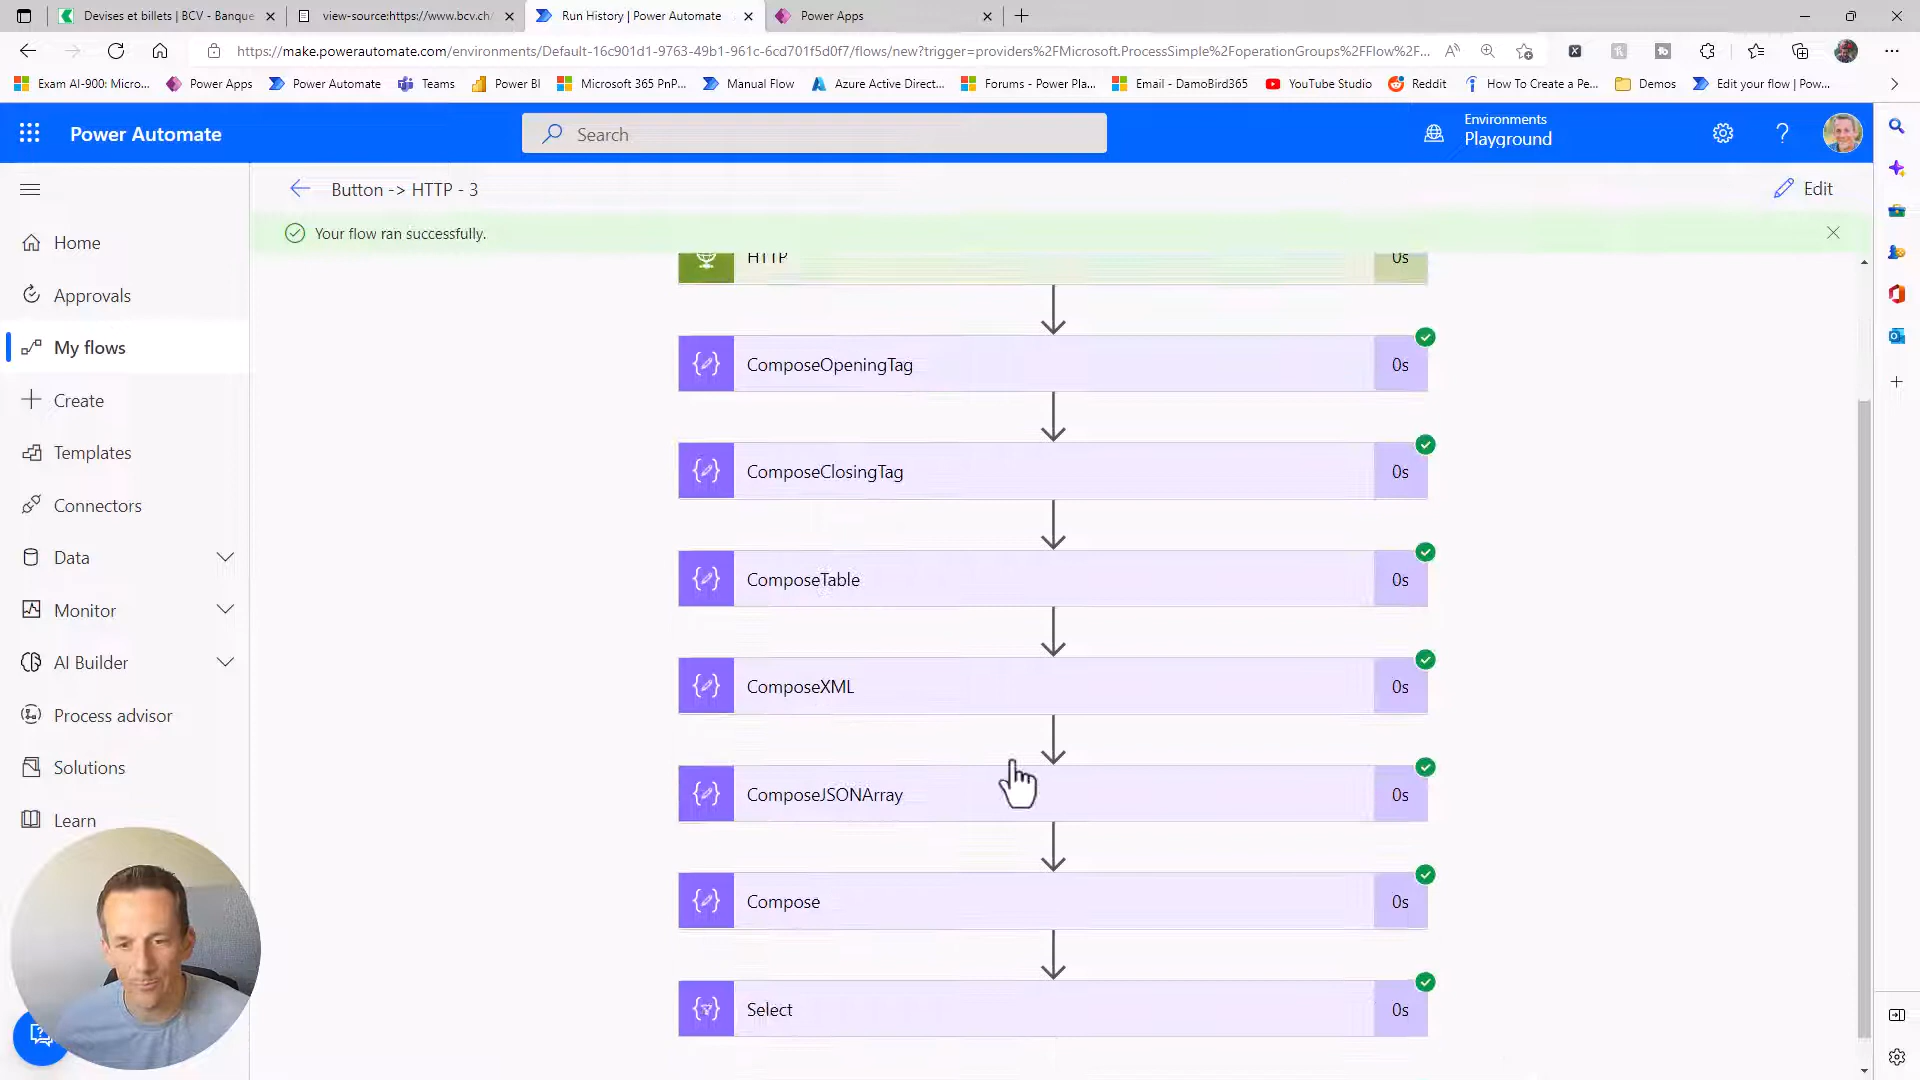 Devises et billets | BCV - Banque
view-source:https://www.bcv.ch/
Run History | Power Automate
Power Apps
https://make.powerautomate.com/environments/Default-16c901d1-9763-49b1-961c-6cd701f5d0f7/flows/new?trigger=providers%2FMicrosoft.ProcessSimple%2FoperationGroups%2FFlow%2F...
Exam AI-900: Micro...
Power Apps
Power Automate
Teams
Power BI
Microsoft 365 PnP...
Manual Flow
Azure Active Direct...
Forums - Power Pla...
Email - DamoBird365
YouTube Studio
Reddit
How To Create a Pe...
Demos
Edit your flow | Pow...
Power Automate
Search
Environments
Playground
Button -> HTTP - 3
Edit
Your flow ran successfully.
Home
Approvals
My flows
Create
Templates
Connectors
Data
Monitor
AI Builder
Process advisor
Solutions
Learn
HTTP
0s
ComposeOpeningTag
0s
ComposeClosingTag
0s
ComposeTable
0s
ComposeXML
0s
ComposeJSONArray
0s
Compose
0s
Select
0s